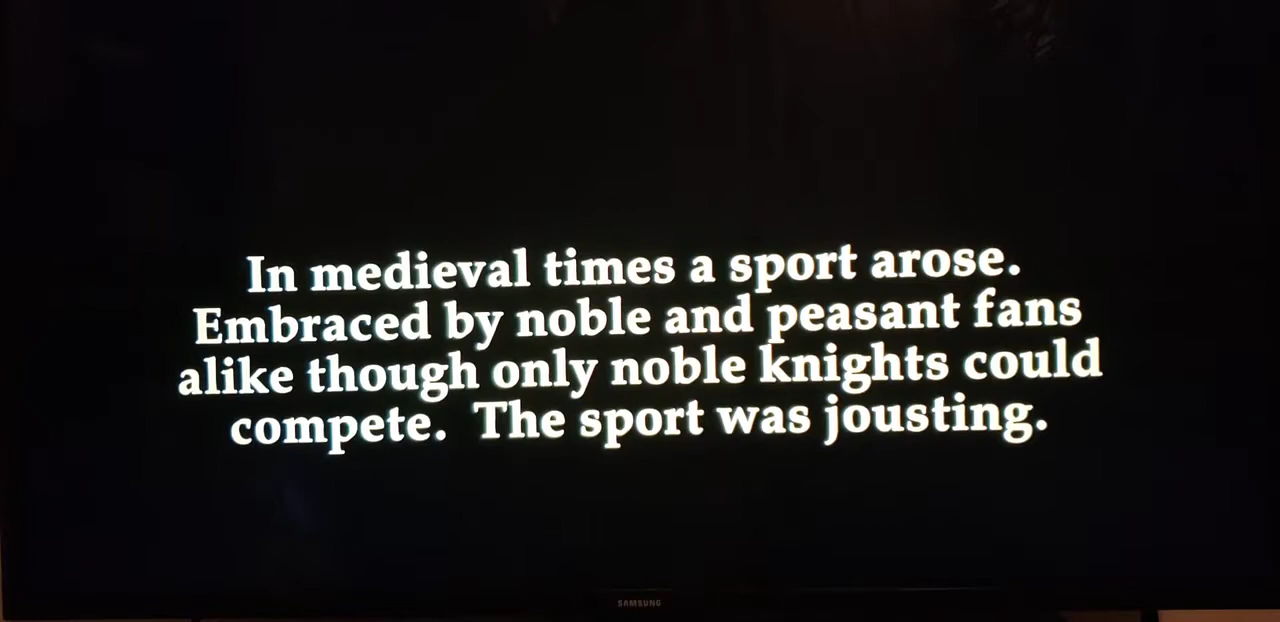 In medieval times a sport arose.
Embraced by noble and peasant fans
alike though only noble knights could
compete.  The sport was jousting.
SAMSUNG